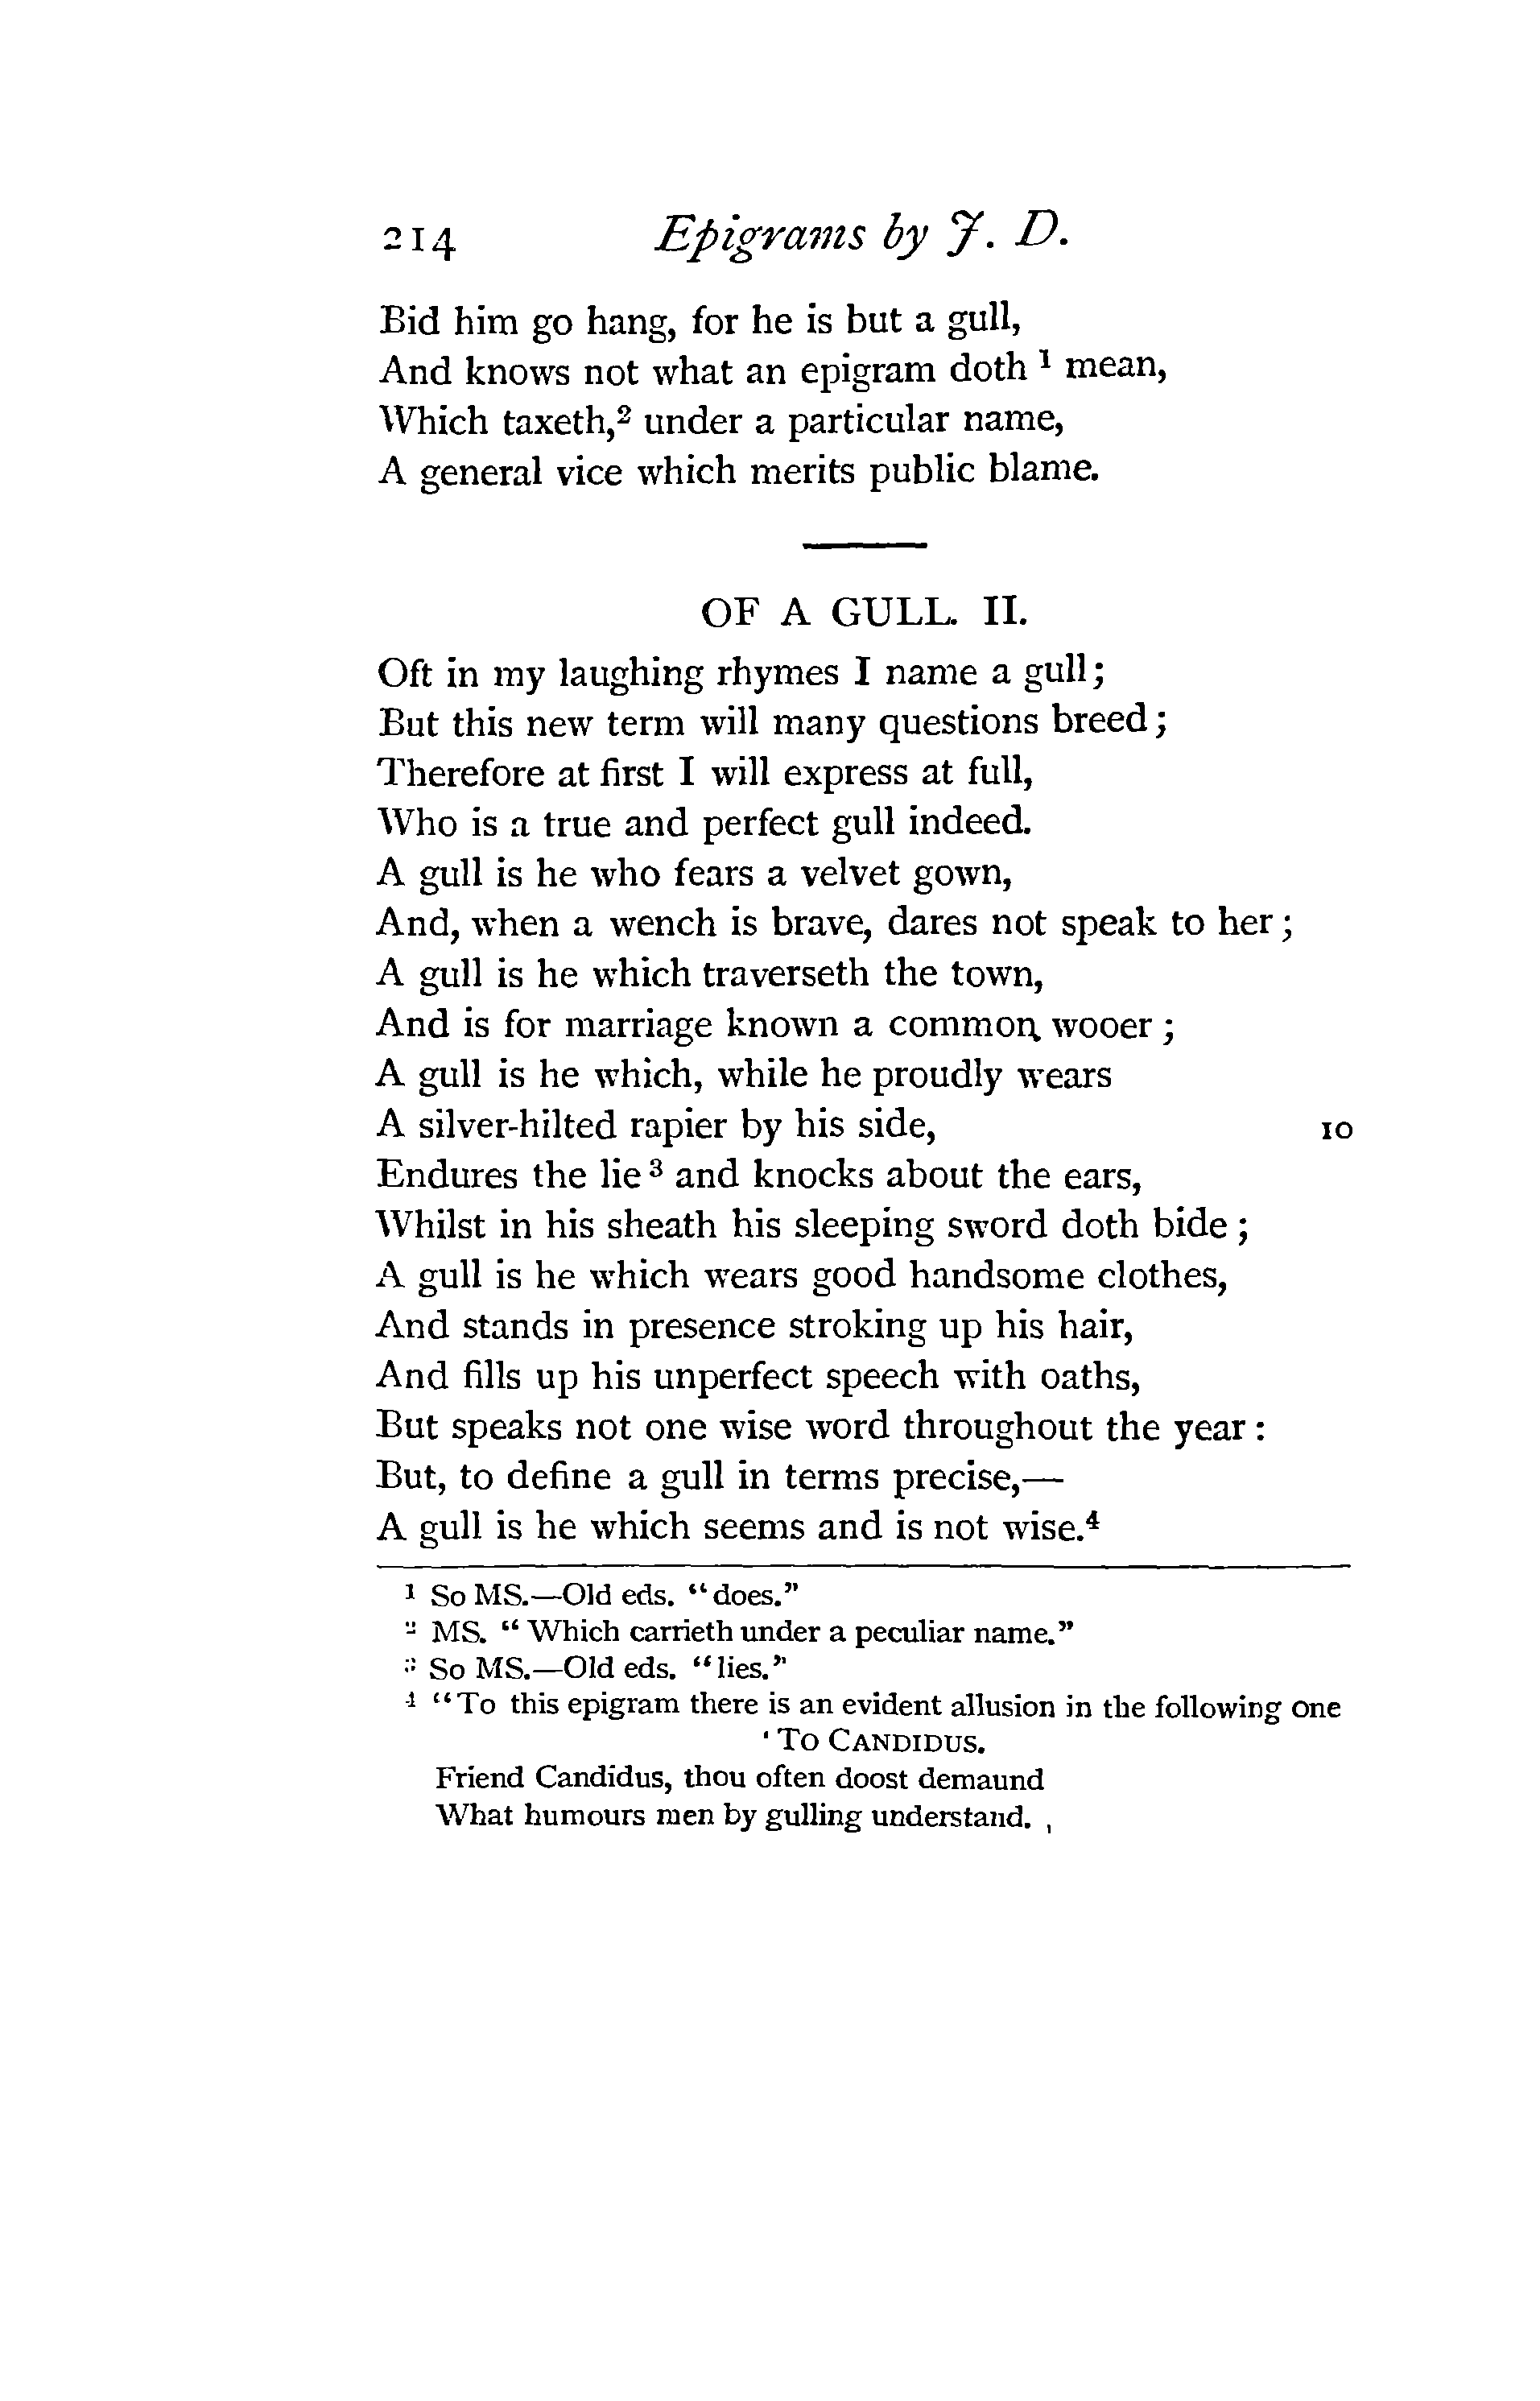 214 Epigrams by J. D.
Bid him go hang, for he is but a gull,
And knows not what an epigram doth ¹ mean,
Which taxeth,² under a particular name,
A general vice which merits public blame.
OF A GULL. II.
Oft in my laughing rhymes I name a gull;
But this new term will many questions breed;
Therefore at first I will express at full,
Who is a true and perfect gull indeed.
A gull is he who fears a velvet gown,
And, when a wench is brave, dares not speak to her;
A gull is he which traverseth the town,
And is for marriage known a common wooer;
A gull is he which, while he proudly wears
A silver-hilted rapier by his side, 10
Endures the lie³ and knocks about the ears,
Whilst in his sheath his sleeping sword doth bide;
A gull is he which wears good handsome clothes,
And stands in presence stroking up his hair,
And fills up his unperfect speech with oaths,
But speaks not one wise word throughout the year:
But, to define a gull in terms precise,—
A gull is he which seems and is not wise.⁴
¹ So MS.—Old eds. "does."
² MS. "Which carrieth under a peculiar name."
³ So MS.—Old eds. "lies."
⁴ "To this epigram there is an evident allusion in the following one
' TO CANDIDUS.
Friend Candidus, thou often doost demaund
What humours men by gulling understand.